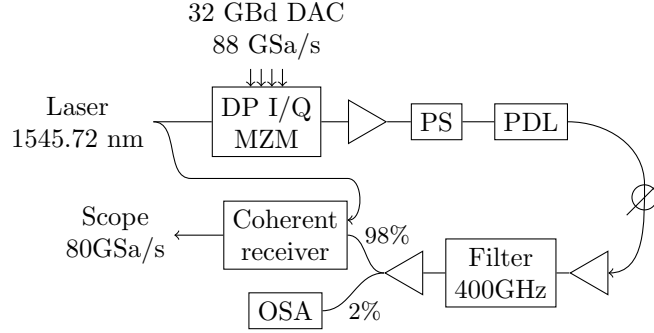 32 GBd DAC
88 GSa/s
Laser
1545.72 nm
DP I/Q
MZM
PS
PDL
Scope
80GSa/s
Coherent
receiver
98%
Filter
400GHz
OSA
2%